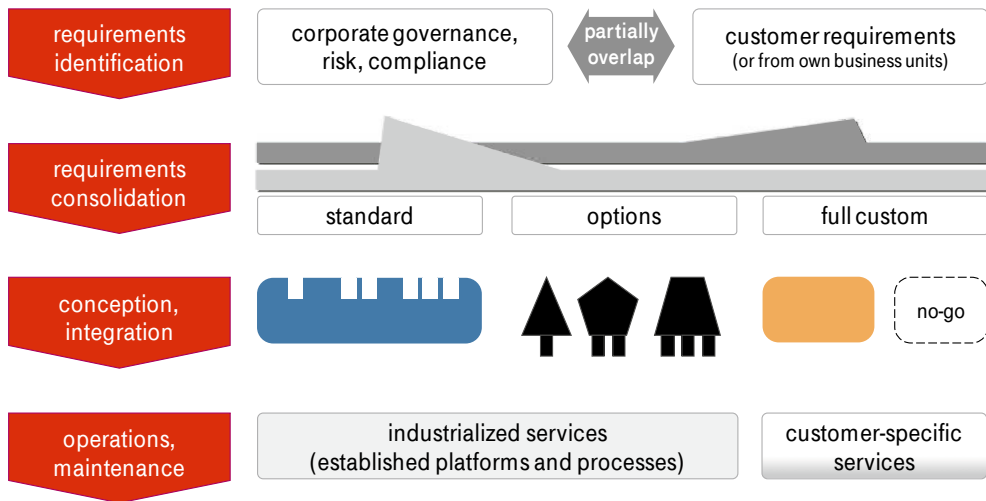 requirements
identification
corporate governance,
risk, compliance
partially
overlap
customer requirements
(or from own business units)
requirements
consolidation
standard
options
full custom
conception,
integration
no-go
operations,
maintenance
industrialized services
(established platforms and processes)
customer-specific
services